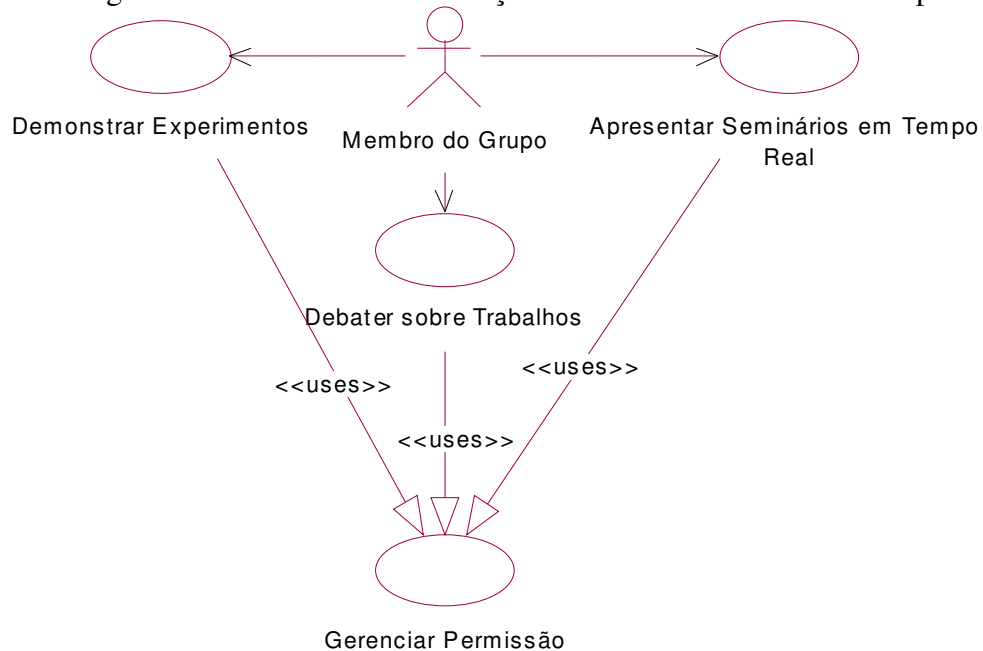 Demonstrar Experimentos
Membro do Grupo
Apresentar Seminários em Tempo
Real
Debater sobre Trabalhos
<<uses>>
<<uses>>
<<uses>>
Gerenciar Permissão